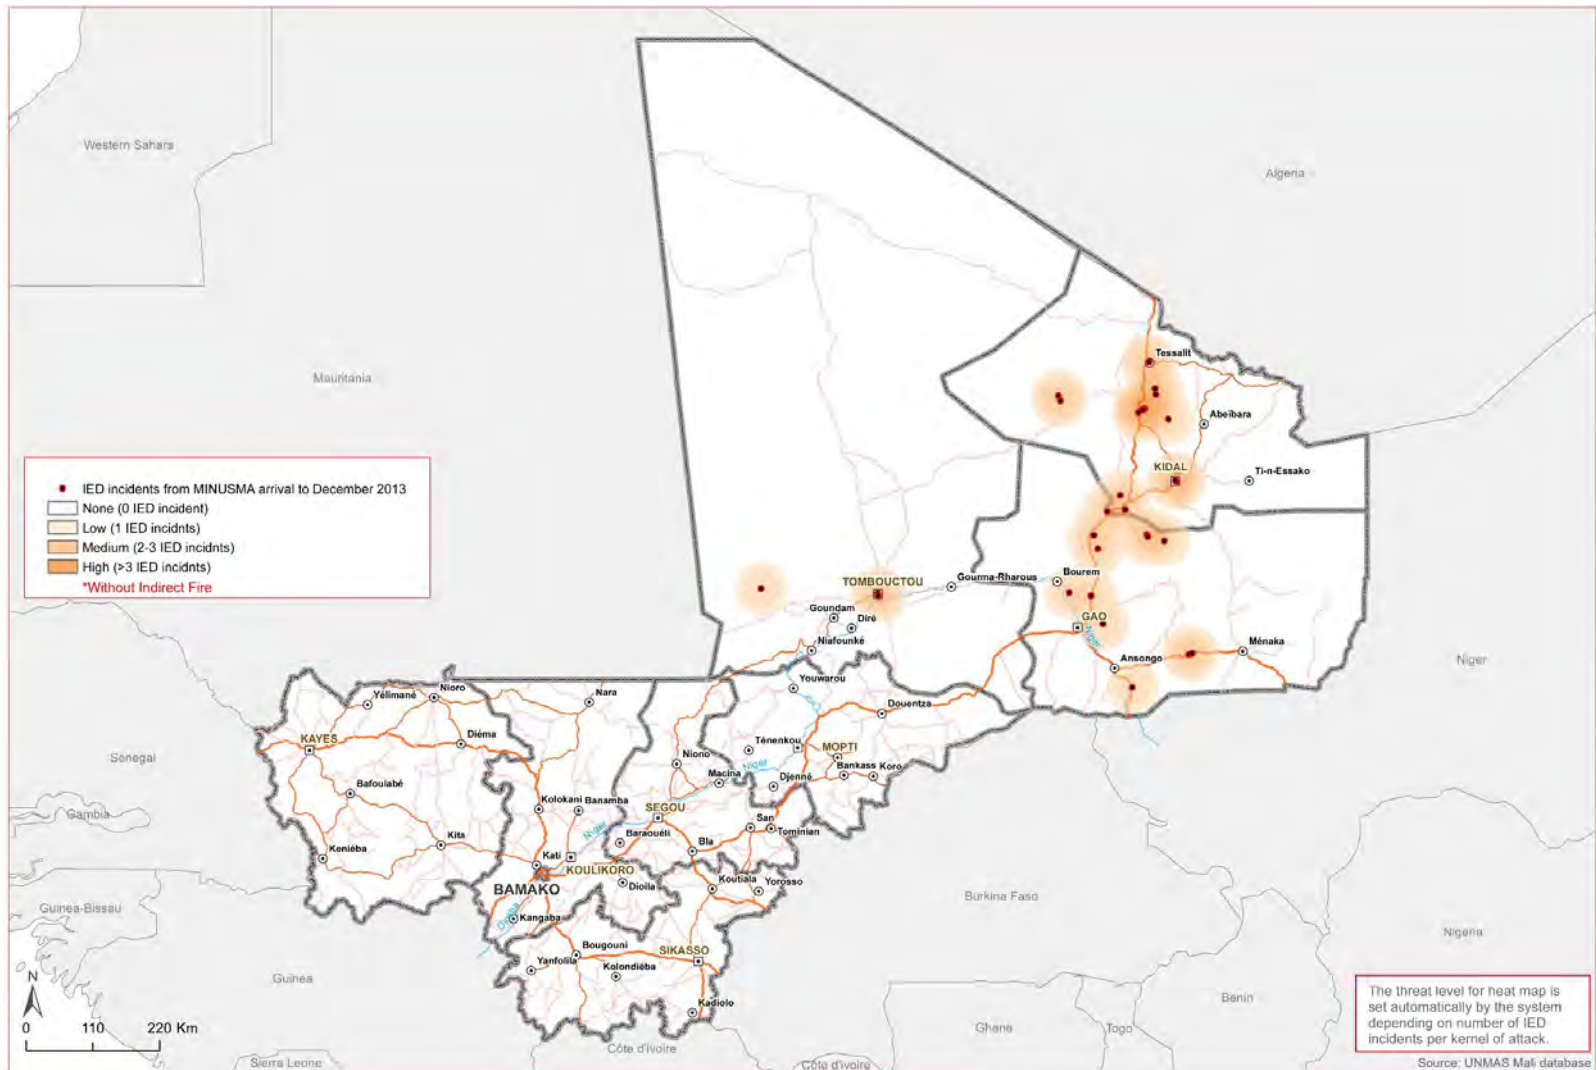 Western Sahara
Algeria
Mauritania
Tessalit
Abeïbara
KIDAL
Ti-n-Essako
IED incidents from MINUSMA arrival to December 2013
None (0 IED incident)
Low (1 IED incidnts)
Medium (2-3 IED incidnts)
High (>3 IED incidnts)
*Without Indirect Fire
TOMBOUCTOU
Gourma-Rharous
Bourem
Goundam
Diré
GAO
Niger
Niafounké
Ménaka
Ansongo
Niger
Youwarou
Nioro
Yélimané
Nara
Douentza
KAYES
Diéma
Ténenkou
MOPTI
Niono
Niger
Bankass
Koro
Senegal
Macina
Djenné
Bafoulabé
Kolokani
Banamba
SEGOU
Gambia
Niger
San
Kita
Baraouéli
Bla
Tominian
Keniéba
Kati
KOULIKORO
BAMAKO
Dioila
Koutiala
Yorosso
Burkina Faso
Guinea-Bissau
Kangaba
Nigeria
Bougouni
SIKASSO
Yanfolila
Kolondiéba
Guinea
N
Kadiolo
Benin
The threat level for heat map is
set automatically by the system
depending on number of IED
incidents per kernel of attack.
0 110 220 Km
Ghana
Togo
Côte d'ivoire
Sierra Leone
Côte d'ivoire
Source: UNMAS Mali database